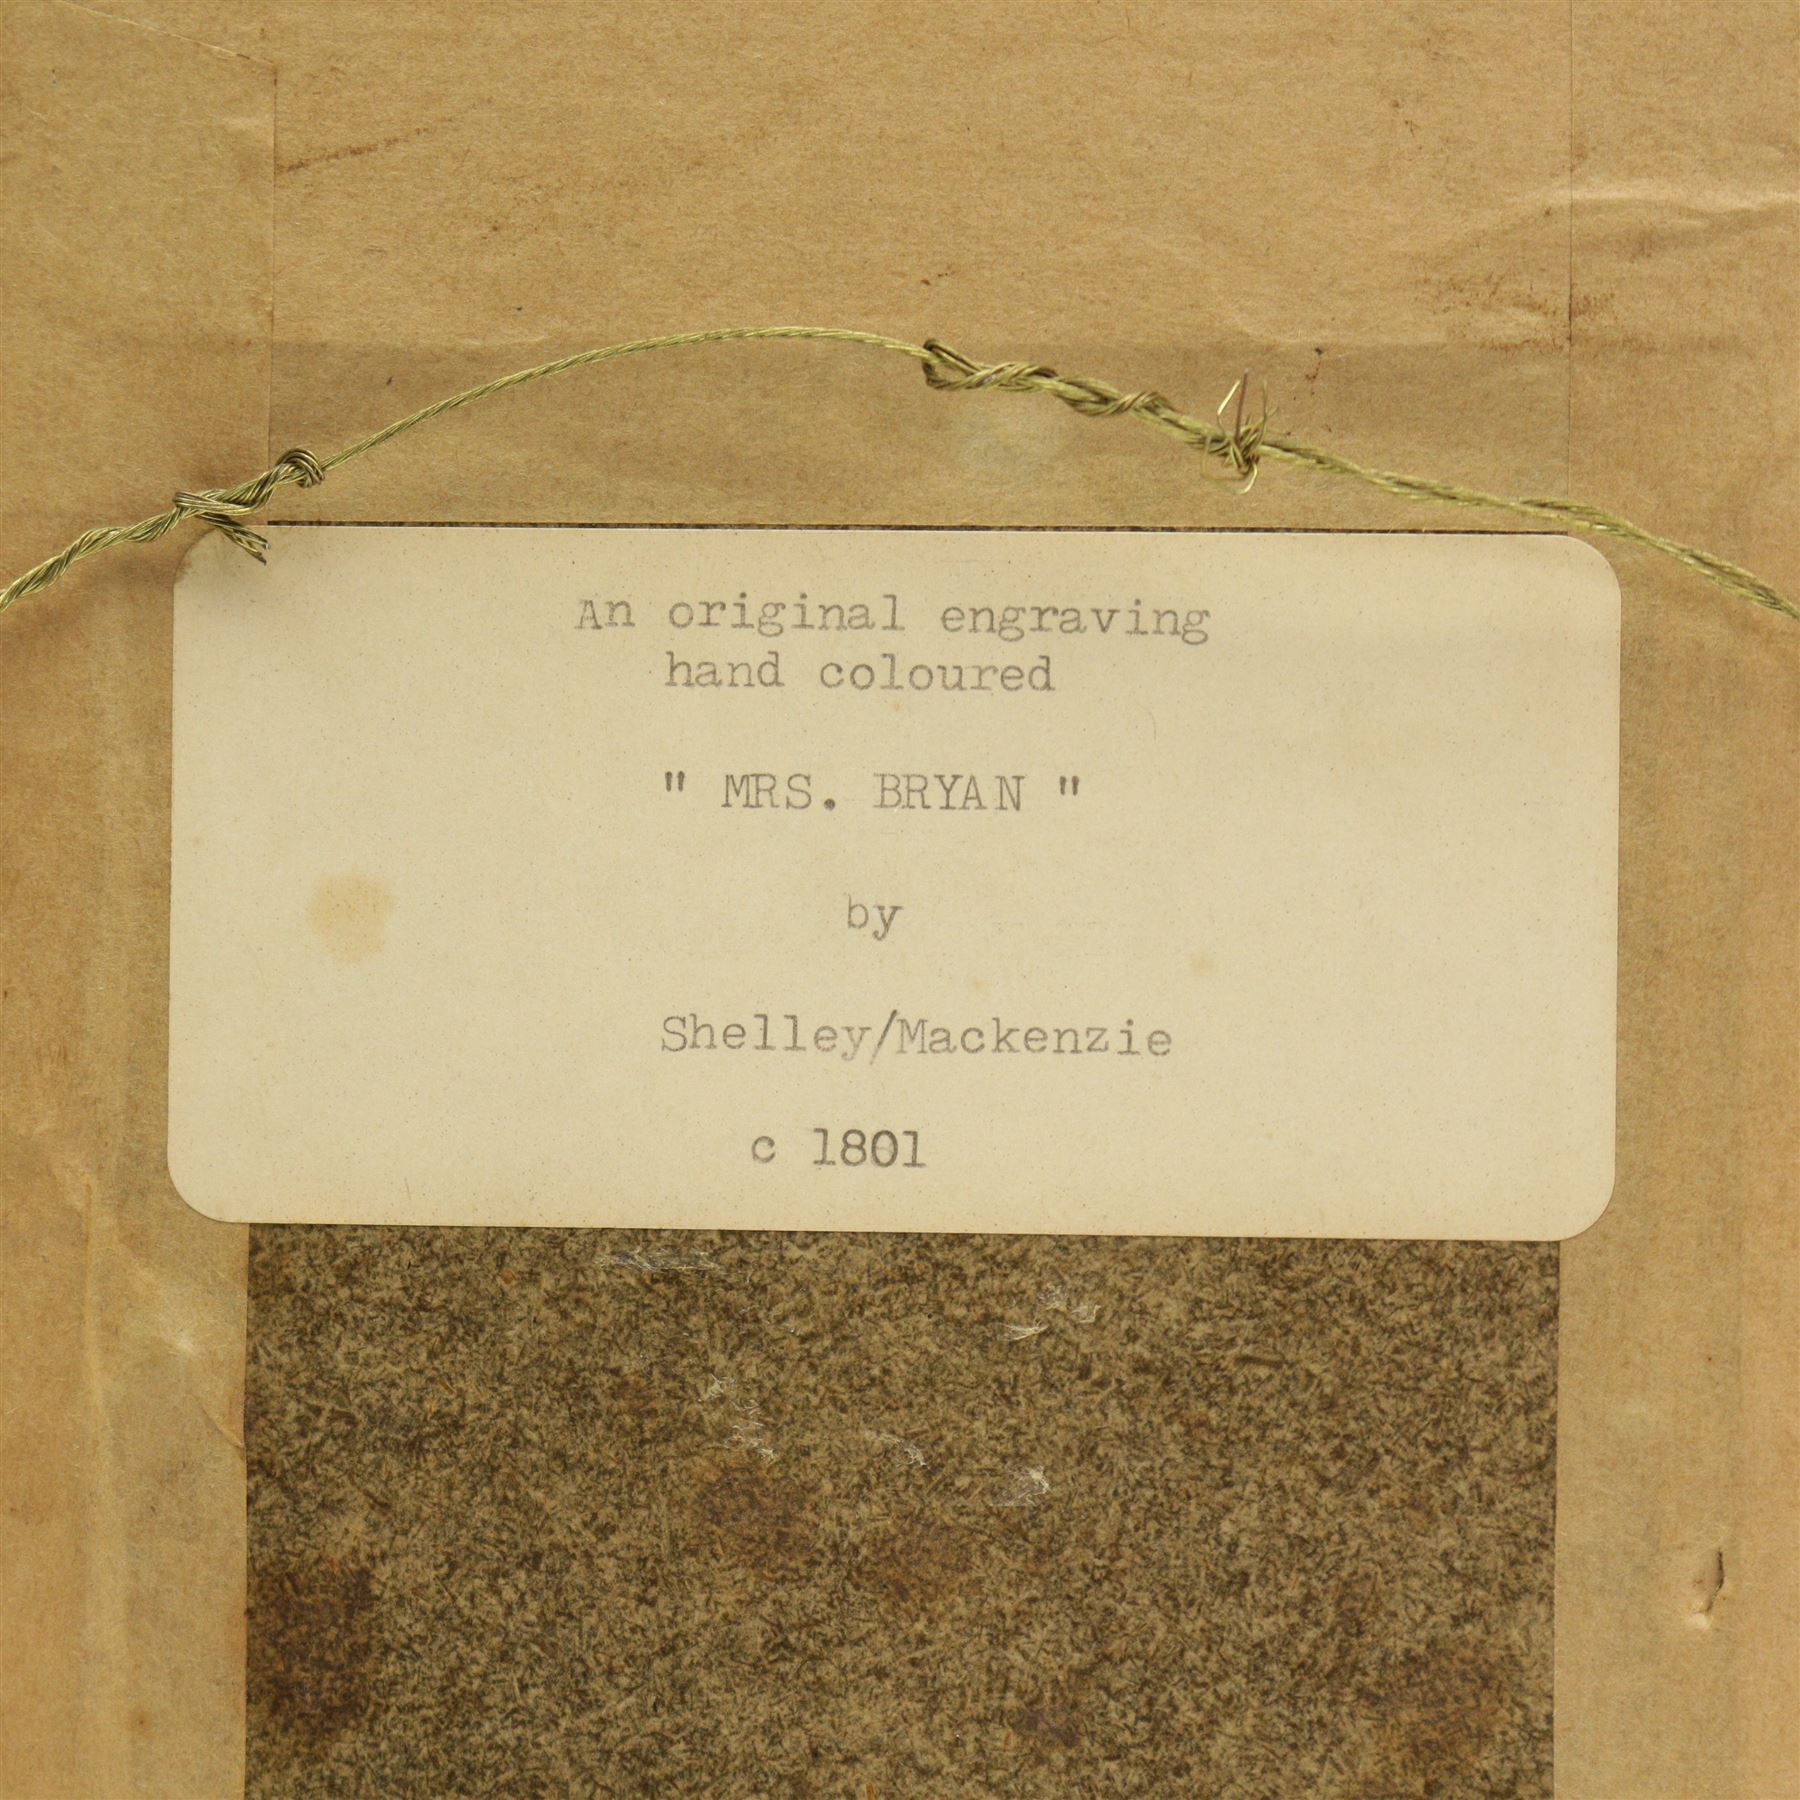 An original engraving
hand coloured
" MRS. BRYAN "
by
Shelley/Mackenzie
c 1801